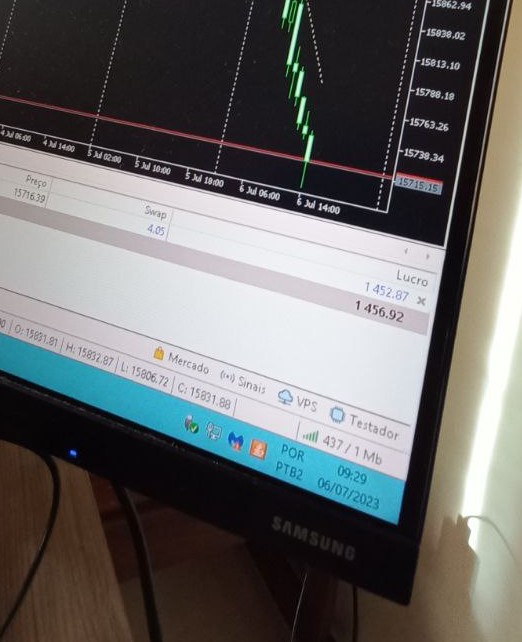 15862.94
15838.02
15813.10
15788.18
15763.26
15738.34
15715.15
4 Jul 06:00 4 Jul 14:00 5 Jul 02:00 5 Jul 10:00 5 Jul 18:00 6 Jul 06:00 6 Jul 14:00
Preço Swap Lucro
15716.39 4.05 1 452.87
1 456.92
Mercado Sinais VPS Testador
O: 15831.81 H: 15832.87 L: 15806.72 C: 15831.88 437 / 1 Mb
POR 09:29
PTB2 06/07/2023
SAMSUNG